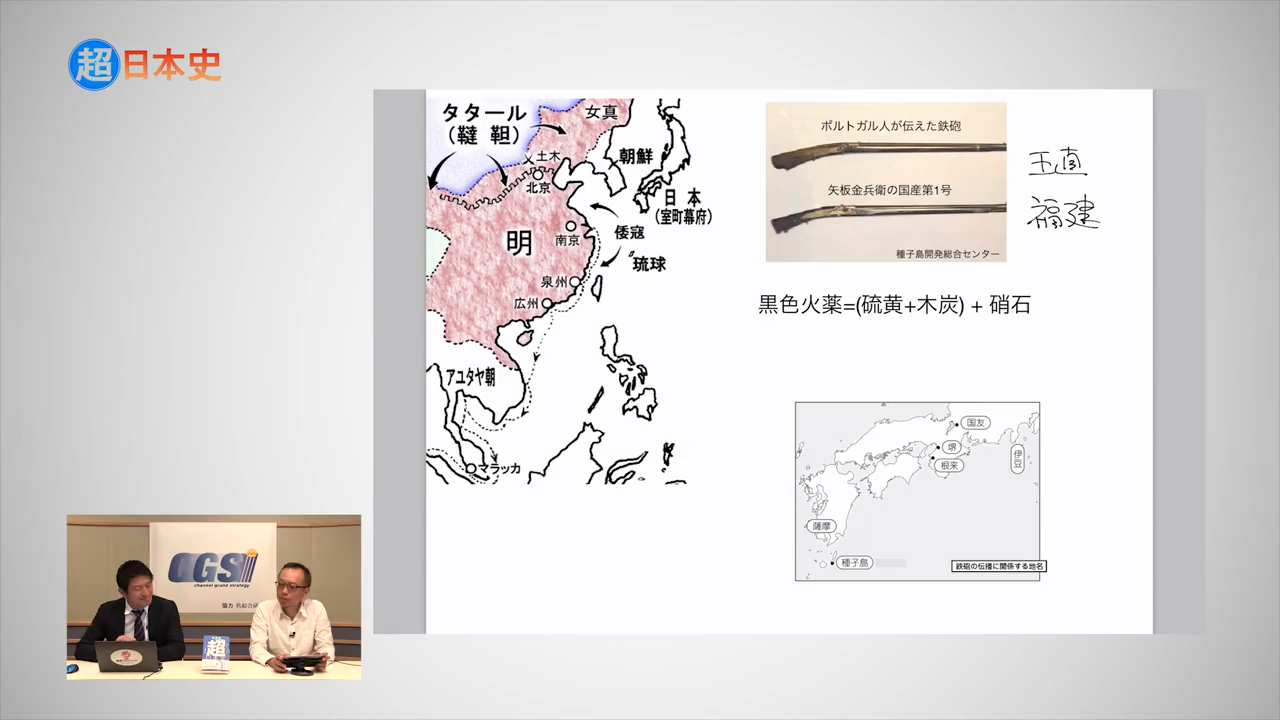 超日本史
タタール
(韃靼)
女真
土木
北京
朝鮮
日本
(室町幕府)
明
南京
倭寇
琉球
泉州
広州
アユタヤ朝
マラッカ
ポルトガル人が伝えた鉄砲
矢板金兵衛の国産第1号
種子島開発総合センター
王直
福建
黒色火薬=(硫黄+木炭) + 硝石
国友
堺
根来
伊豆
薩摩
種子島
鉄砲の伝播に関係する地名
CGS
channel grand strategy
協力
超